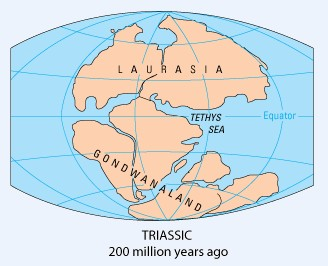 LAURASIA
TETHYS
SEA
Equator
GONDWANALAND
TRIASSIC
200 million years ago